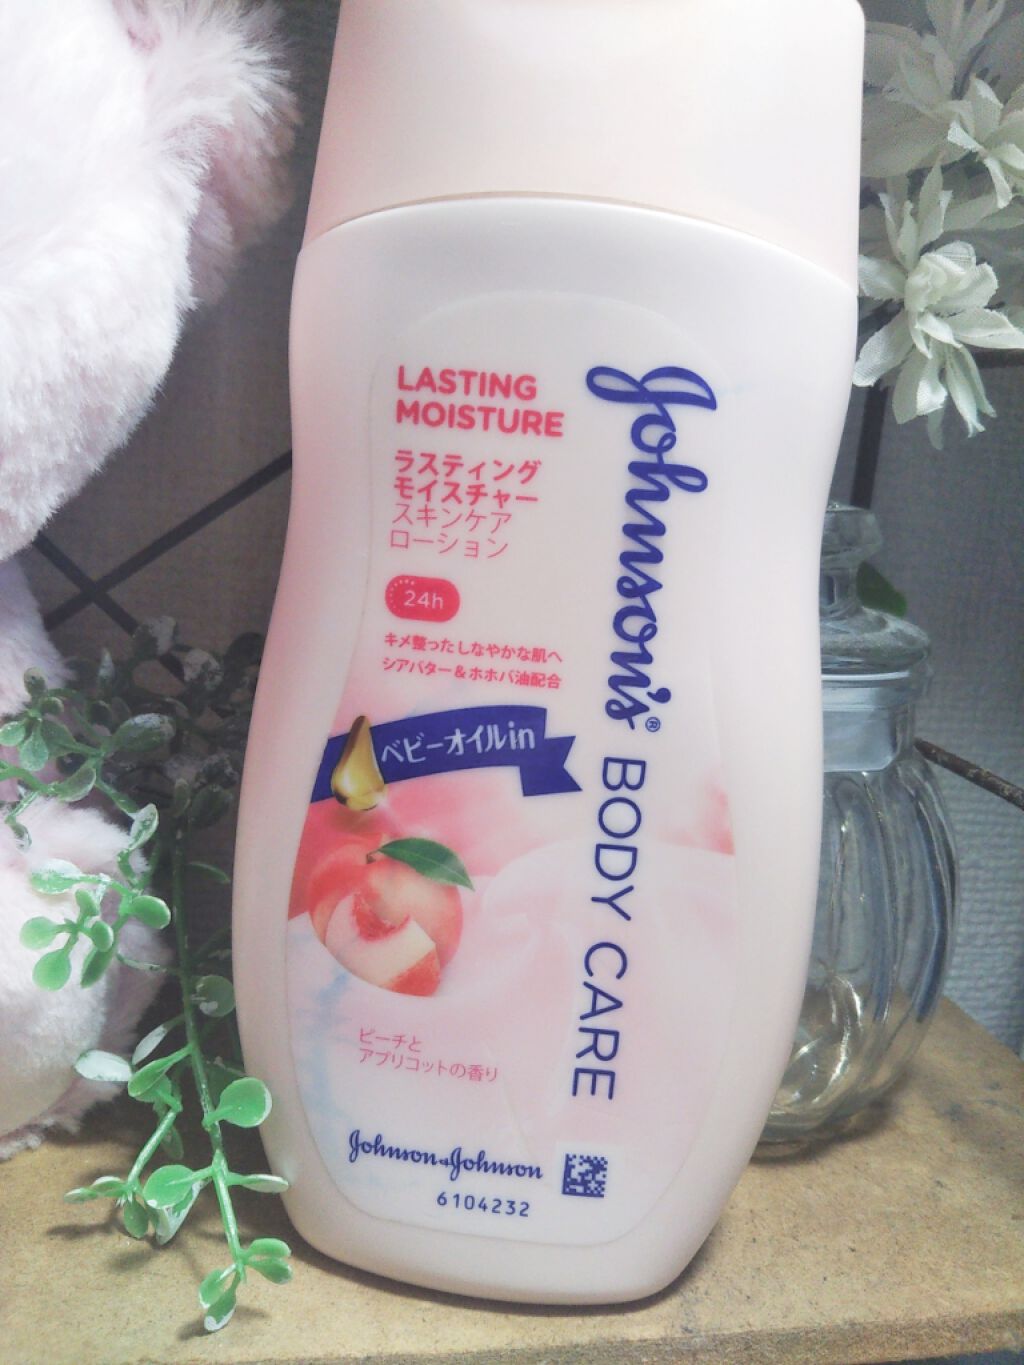 LASTING
MOISTURE
ラスティング
モイスチャー
スキンケア
ローション
24h
キメ整ったしなやかな肌へ
シアバター&ホホバ油配合
ベビーオイルin
Johnson's® BODY CARE
ピーチと
アプリコットの香り
Johnson&Johnson
6104232